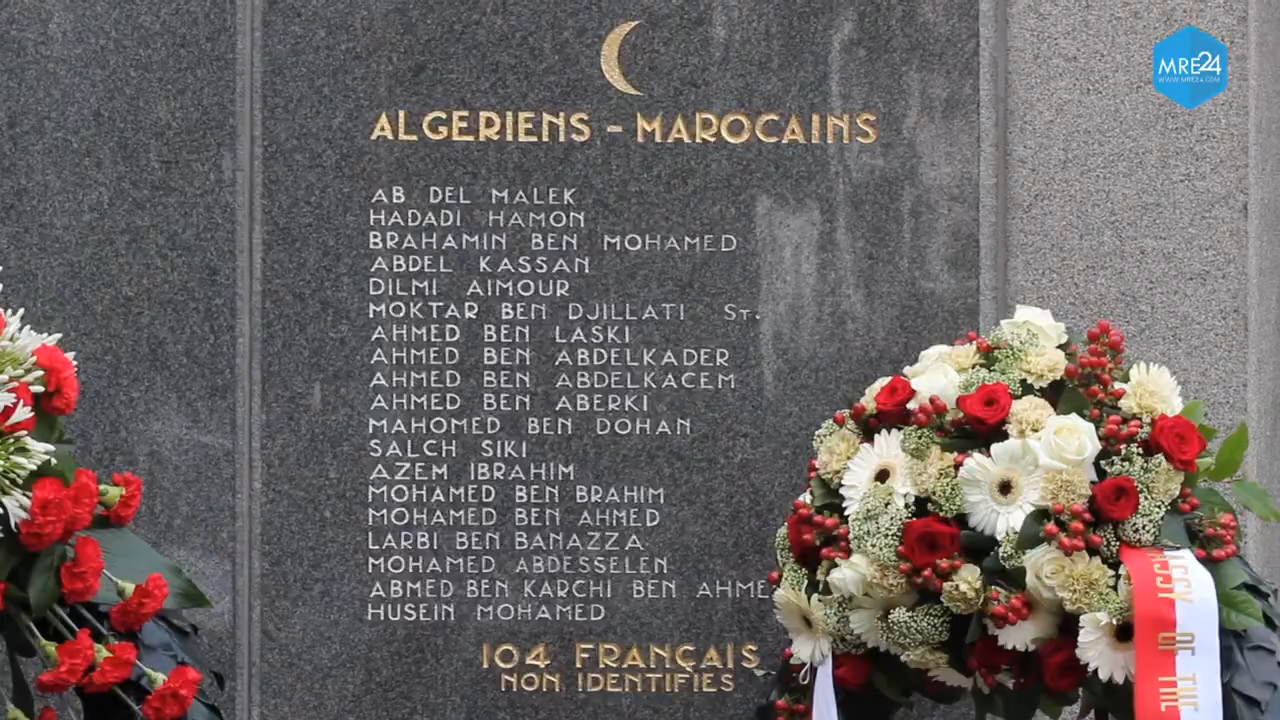 MRE24
WWW.MRE24.COM
ALGERIENS - MAROCAINS
AB DEL MALEK
HADADI HAMON
BRAHAMIN BEN MOHAMED
ABDEL KASSAN
DILMI AIMOUR
MOKTAR BEN DJILLATI ST.
AHMED BEN LASKI
AHMED BEN ABDELKADER
AHMED BEN ABDELKACEM
AHMED BEN ABERKI
MAHOMED BEN DOHAN
SALCH SIKI
AZEM IBRAHIM
MOHAMED BEN BRAHIM
MOHAMED BEN AHMED
LARBI BEN BANAZZA
MOHAMED ABDESSELEN
ABMED BEN KARCHI BEN AHME
HUSEIN MOHAMED
104 FRANÇAIS
NON IDENTIFIES
OF THE